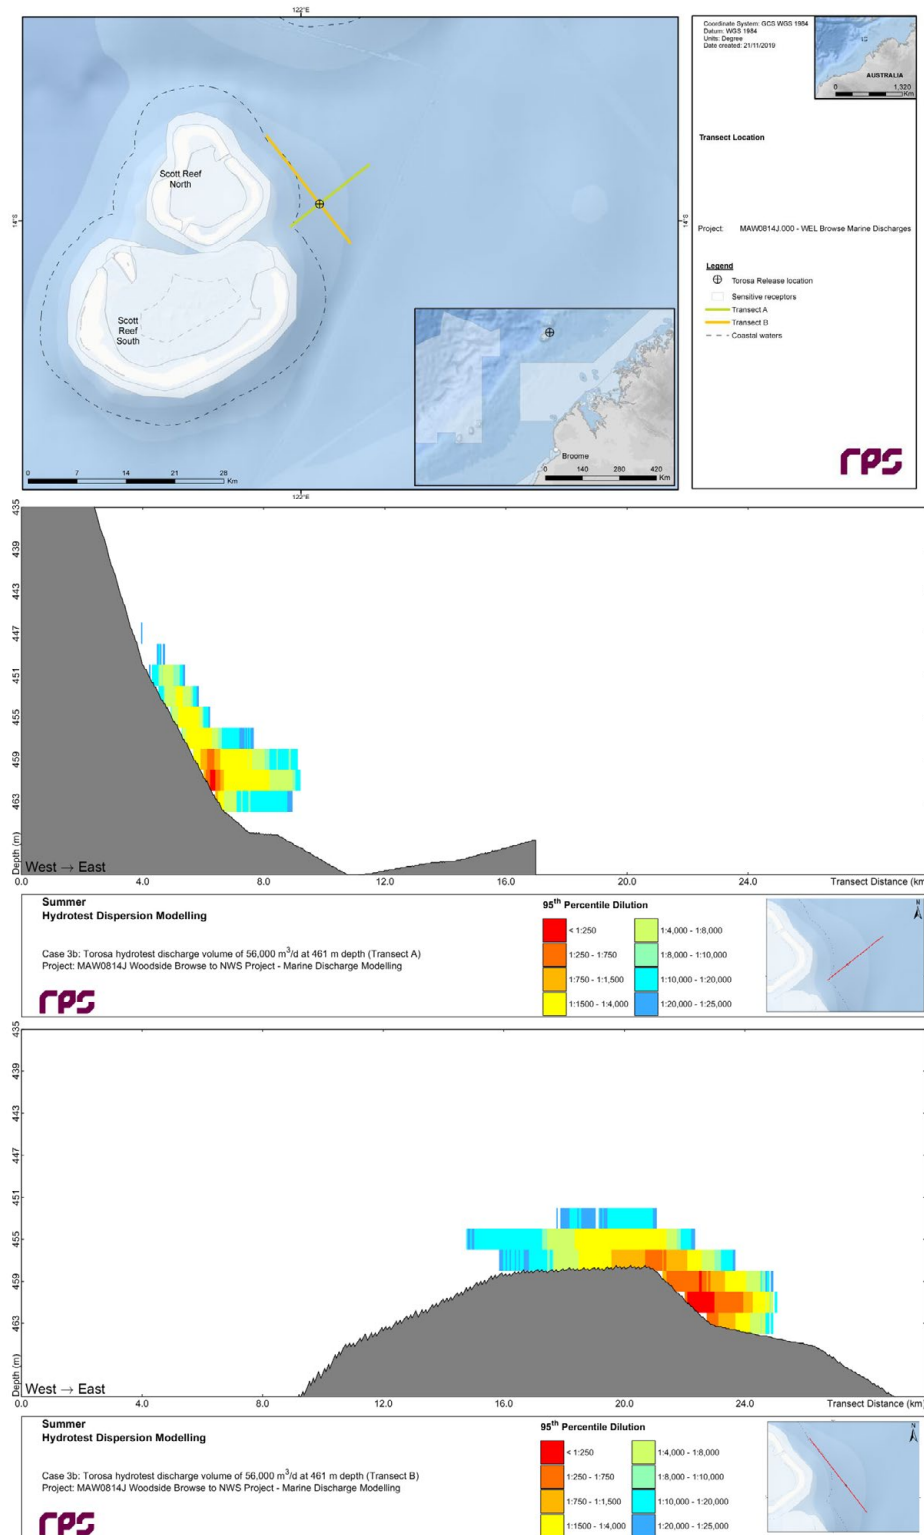 122°E
Coordinate System: GCS WGS 1984
Datum: WGS 1984
Units: Degree
Date created: 21/11/2019
AUSTRALIA
0 1,320
Km
Transect Location
Scott Reef
North
14°S
14°S
Project: MAW0814J.000 - WEL Browse Marine Discharges
Legend
Torosa Release location
Sensitive receptors
Transect A
Transect B
Coastal waters
Scott
Reef
South
Broome
0 140 280 420
Km
0 7 14 21 28
Km
122°E
rps
435
439
443
447
451
455
459
463
Depth (m)
West → East
0.0 4.0 8.0 12.0 16.0 20.0 24.0 Transect Distance (km)
Summer
Hydrotest Dispersion Modelling
Case 3b: Torosa hydrotest discharge volume of 56,000 m³/d at 461 m depth (Transect A)
Project: MAW0814J Woodside Browse to NWS Project - Marine Discharge Modelling
rps
95th Percentile Dilution
< 1:250 1:4,000 - 1:8,000
1:250 - 1:750 1:8,000 - 1:10,000
1:750 - 1:1,500 1:10,000 - 1:20,000
1:1500 - 1:4,000 1:20,000 - 1:25,000
N
435
439
443
447
451
455
459
463
Depth (m)
West → East
0.0 4.0 8.0 12.0 16.0 20.0 24.0 Transect Distance (km)
Summer
Hydrotest Dispersion Modelling
Case 3b: Torosa hydrotest discharge volume of 56,000 m³/d at 461 m depth (Transect B)
Project: MAW0814J Woodside Browse to NWS Project - Marine Discharge Modelling
rps
95th Percentile Dilution
< 1:250 1:4,000 - 1:8,000
1:250 - 1:750 1:8,000 - 1:10,000
1:750 - 1:1,500 1:10,000 - 1:20,000
1:1500 - 1:4,000 1:20,000 - 1:25,000
N